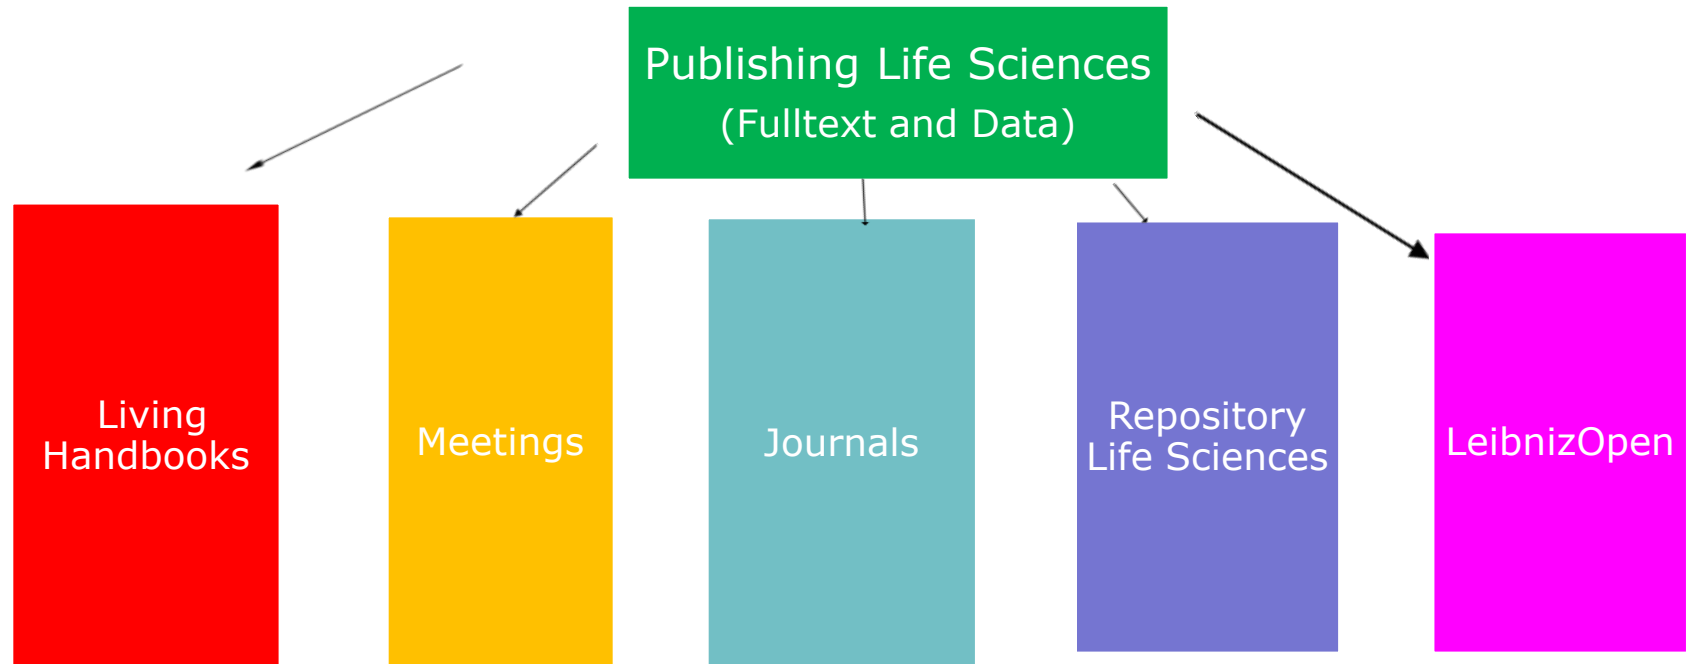 Publishing Life Sciences
(Fulltext and Data)
Living
Handbooks
Meetings
Journals
Repository
Life Sciences
LeibnizOpen